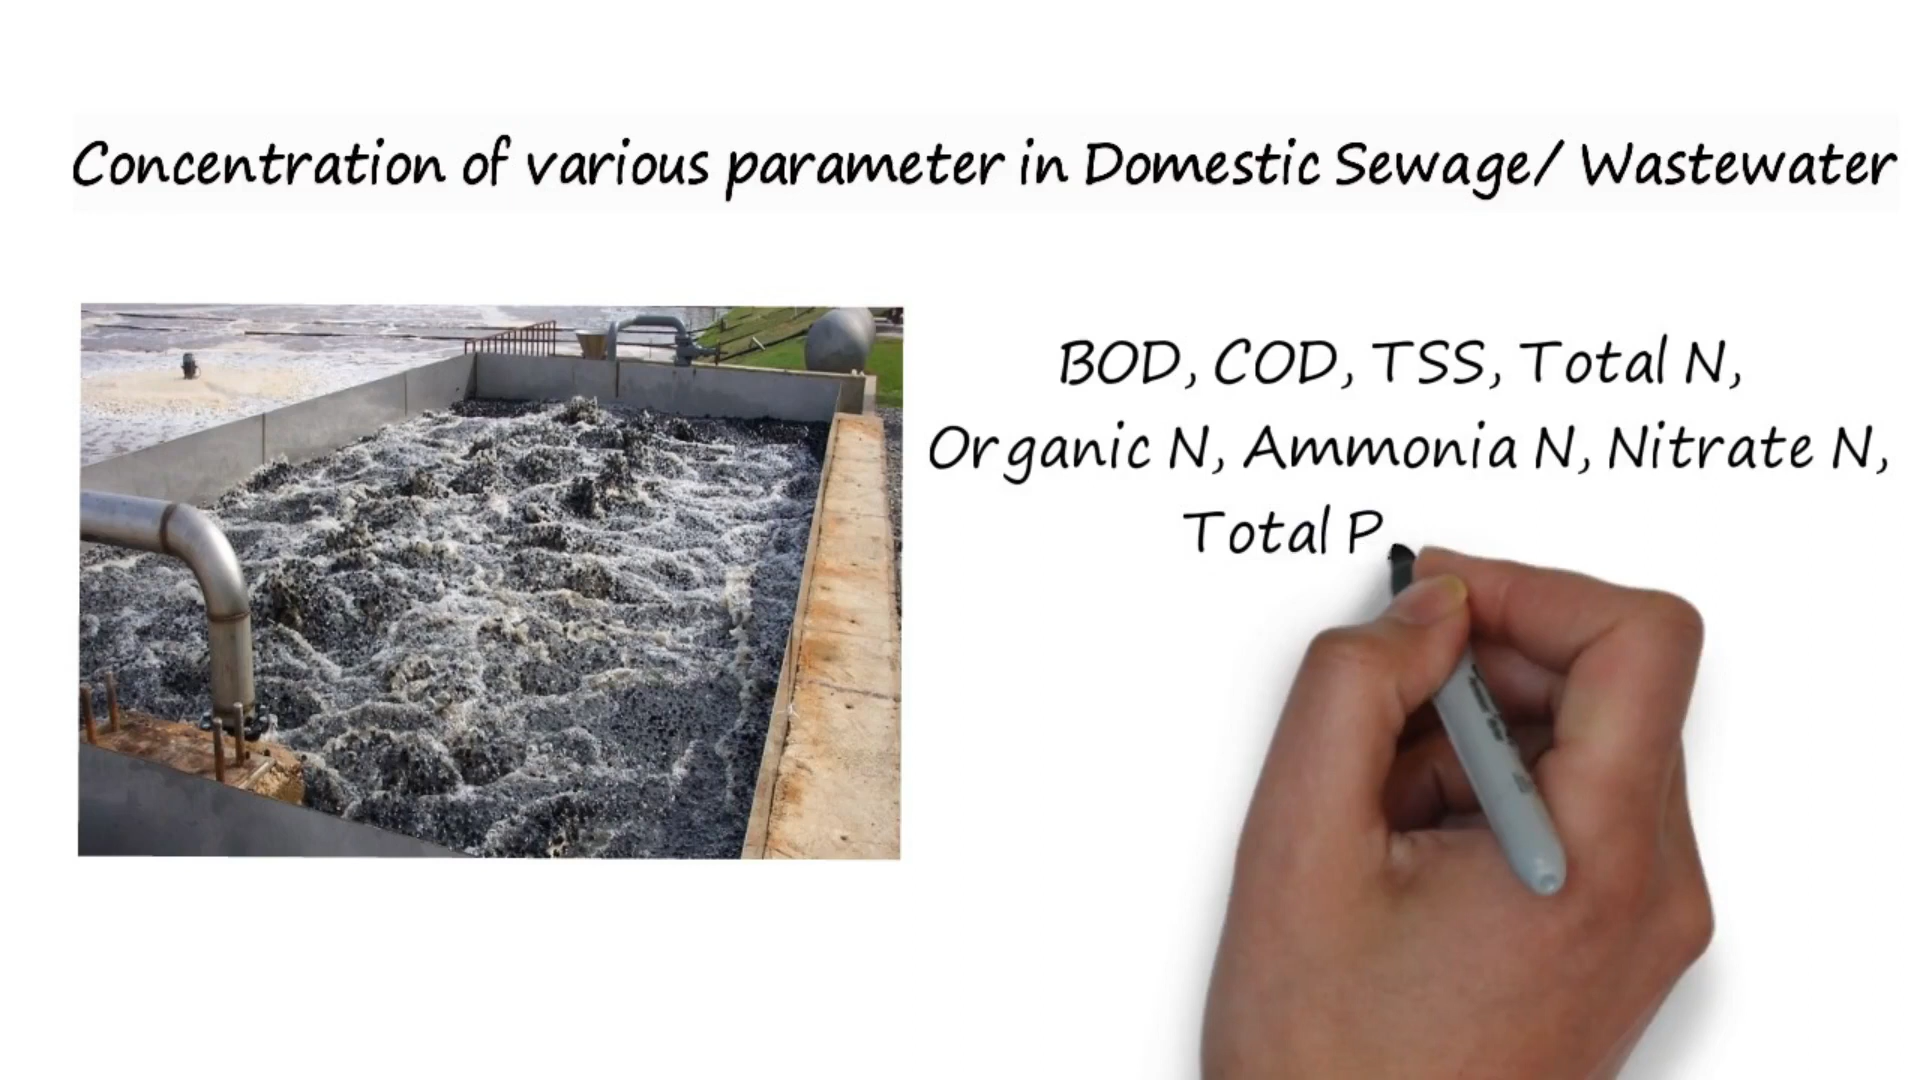 Concentration of various parameter in Domestic Sewage/ Wastewater
BOD, COD, TSS, Total N,
Organic N, Ammonia N, Nitrate N,
Total P